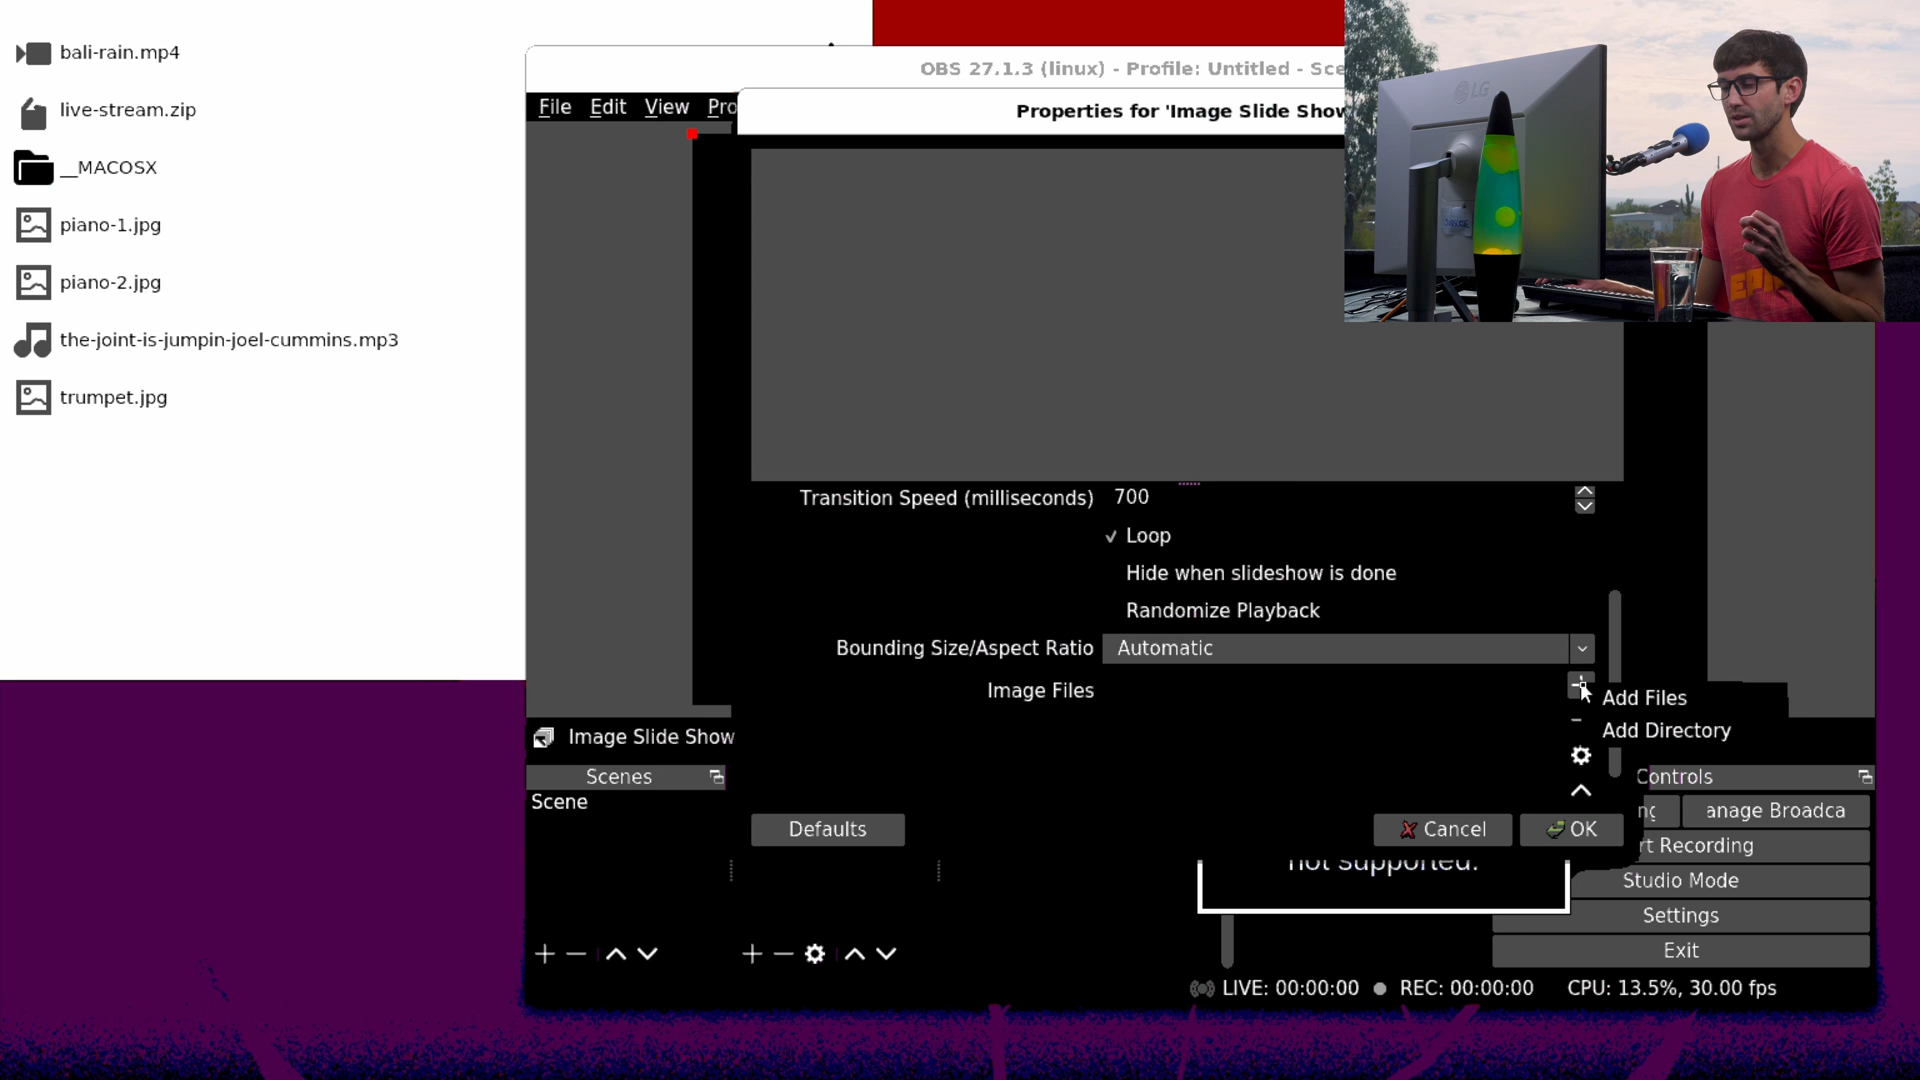 bali-rain.mp4
live-stream.zip
__MACOSX
piano-1.jpg
piano-2.jpg
the-joint-is-jumpin-joel-cummins.mp3
trumpet.jpg
OBS 27.1.3 (linux) - Profile: Untitled - Sce
File Edit View Pro
Properties for 'Image Slide Show
LG
Transition Speed (milliseconds) 700
✓ Loop
Hide when slideshow is done
Randomize Playback
Bounding Size/Aspect Ratio Automatic
Image Files
Add Files
Add Directory
Image Slide Show
Scenes
Scene
Defaults
Cancel
OK
not supported.
Controls
anage Broadca
rt Recording
Studio Mode
Settings
Exit
LIVE: 00:00:00 REC: 00:00:00 CPU: 13.5%, 30.00 fps